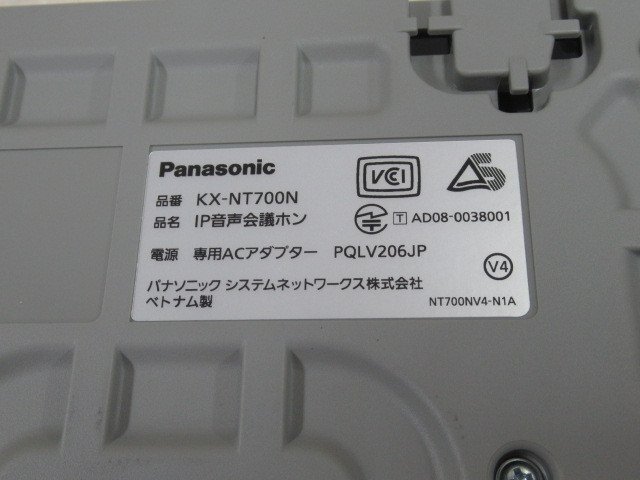 Panasonic
VCCI
品番 KX-NT700N
品名 IP音声会議ホン
T AD08-0038001
電源 専用ACアダプター PQLV206JP
V4
パナソニック システムネットワークス株式会社
ベトナム製
NT700NV4-N1A